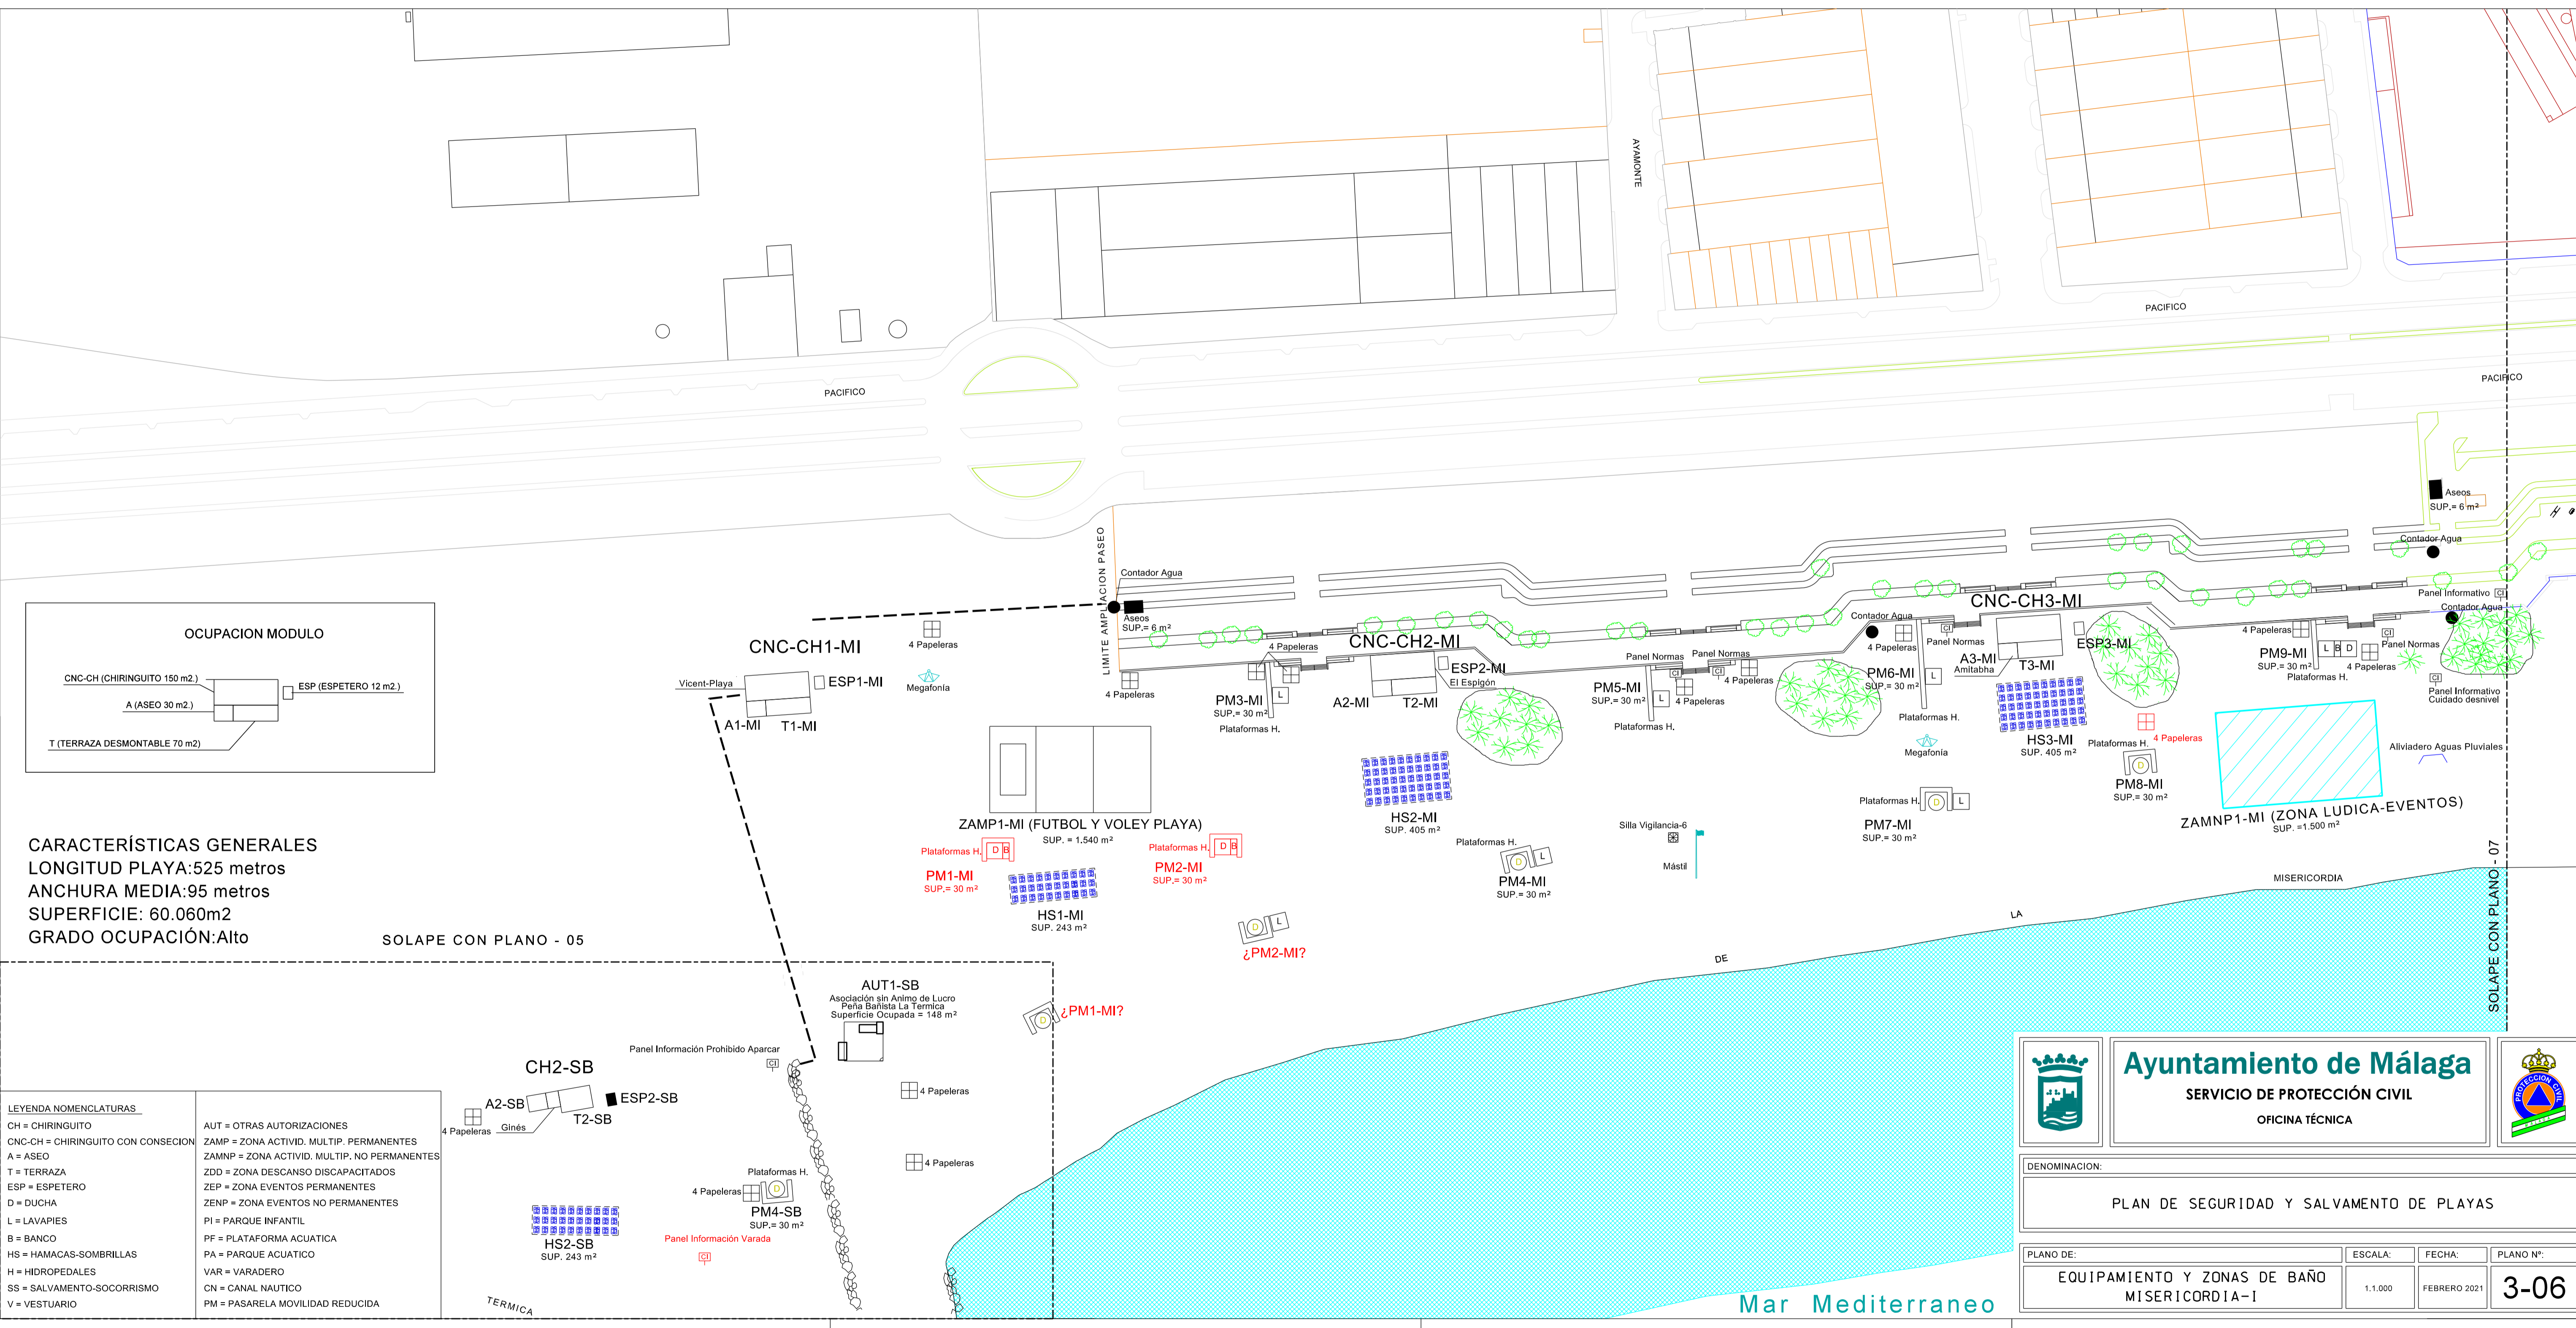 AYAMONTE
PACIFICO
PACIFICO
PACIFICO
LIMITE AMPLIACION PASEO
Contador Agua
Aseos
SUP.= 6 m²
Aseos
SUP.= 6 m²
Contador Agua
OCUPACION MODULO
CNC-CH (CHIRINGUITO 150 m2.)
ESP (ESPETERO 12 m2.)
A (ASEO 30 m2.)
T (TERRAZA DESMONTABLE 70 m2)
CNC-CH1-MI
Vicent-Playa
ESP1-MI
A1-MI
T1-MI
4 Papeleras
Megafonía
4 Papeleras
4 Papeleras
PM3-MI
SUP.= 30 m²
L
Plataformas H.
CNC-CH2-MI
ESP2-MI
El Espigón
A2-MI
T2-MI
Panel Normas
CI
Panel Normas
CI
4 Papeleras
4 Papeleras
PM5-MI
SUP.= 30 m²
L
Plataformas H.
Contador Agua
4 Papeleras
PM6-MI
SUP.= 30 m²
L
Plataformas H.
Megafonía
CNC-CH3-MI
CI
Panel Normas
A3-MI
Amitabha
T3-MI
ESP3-MI
HS3-MI
SUP. 405 m²
4 Papeleras
PM9-MI
SUP.= 30 m²
Plataformas H.
L B D
4 Papeleras
CI
Panel Normas
Panel Informativo CI
Contador Agua
CI
Panel Informativo
Cuidado desnivel
Aliviadero Aguas Pluviales
4 Papeleras
Plataformas H.
D
PM8-MI
SUP.= 30 m²
Plataformas H.
D L
PM7-MI
SUP.= 30 m²
ZAMNP1-MI (ZONA LUDICA-EVENTOS)
SUP. =1.500 m²
ZAMP1-MI (FUTBOL Y VOLEY PLAYA)
SUP. = 1.540 m²
Plataformas H.
D B
PM1-MI
SUP.= 30 m²
Plataformas H.
D B
PM2-MI
SUP.= 30 m²
HS1-MI
SUP. 243 m²
HS2-MI
SUP. 405 m²
Plataformas H.
D L
PM4-MI
SUP.= 30 m²
Silla Vigilancia-6
Mástil
D L
¿PM2-MI?
D
¿PM1-MI?
CARACTERÍSTICAS GENERALES
LONGITUD PLAYA:525 metros
ANCHURA MEDIA:95 metros
SUPERFICIE: 60.060m2
GRADO OCUPACIÓN:Alto
SOLAPE CON PLANO - 05
SOLAPE CON PLANO - 07
DE
LA
MISERICORDIA
AUT1-SB
Asociación sin Animo de Lucro
Peña Bañista La Termica
Superficie Ocupada = 148 m²
Panel Información Prohibido Aparcar
CI
CH2-SB
A2-SB
T2-SB
ESP2-SB
Ginés
4 Papeleras
4 Papeleras
4 Papeleras
Plataformas H.
4 Papeleras
D
PM4-SB
SUP.= 30 m²
Panel Información Varada
CI
HS2-SB
SUP. 243 m²
TERMICA
LEYENDA NOMENCLATURAS
CH = CHIRINGUITO
CNC-CH = CHIRINGUITO CON CONSECION
A = ASEO
T = TERRAZA
ESP = ESPETERO
D = DUCHA
L = LAVAPIES
B = BANCO
HS = HAMACAS-SOMBRILLAS
H = HIDROPEDALES
SS = SALVAMENTO-SOCORRISMO
V = VESTUARIO
AUT = OTRAS AUTORIZACIONES
ZAMP = ZONA ACTIVID. MULTIP. PERMANENTES
ZAMNP = ZONA ACTIVID. MULTIP. NO PERMANENTES
ZDD = ZONA DESCANSO DISCAPACITADOS
ZEP = ZONA EVENTOS PERMANENTES
ZENP = ZONA EVENTOS NO PERMANENTES
PI = PARQUE INFANTIL
PF = PLATAFORMA ACUATICA
PA = PARQUE ACUATICO
VAR = VARADERO
CN = CANAL NAUTICO
PM = PASARELA MOVILIDAD REDUCIDA
Mar Mediterraneo
Ayuntamiento de Málaga
SERVICIO DE PROTECCIÓN CIVIL
OFICINA TÉCNICA
PROTECCIÓN CIVIL
DENOMINACION:
PLAN DE SEGURIDAD Y SALVAMENTO DE PLAYAS
PLANO DE:
EQUIPAMIENTO Y ZONAS DE BAÑO
MISERICORDIA-I
ESCALA:
1.1.000
FECHA:
FEBRERO 2021
PLANO Nº:
3-06